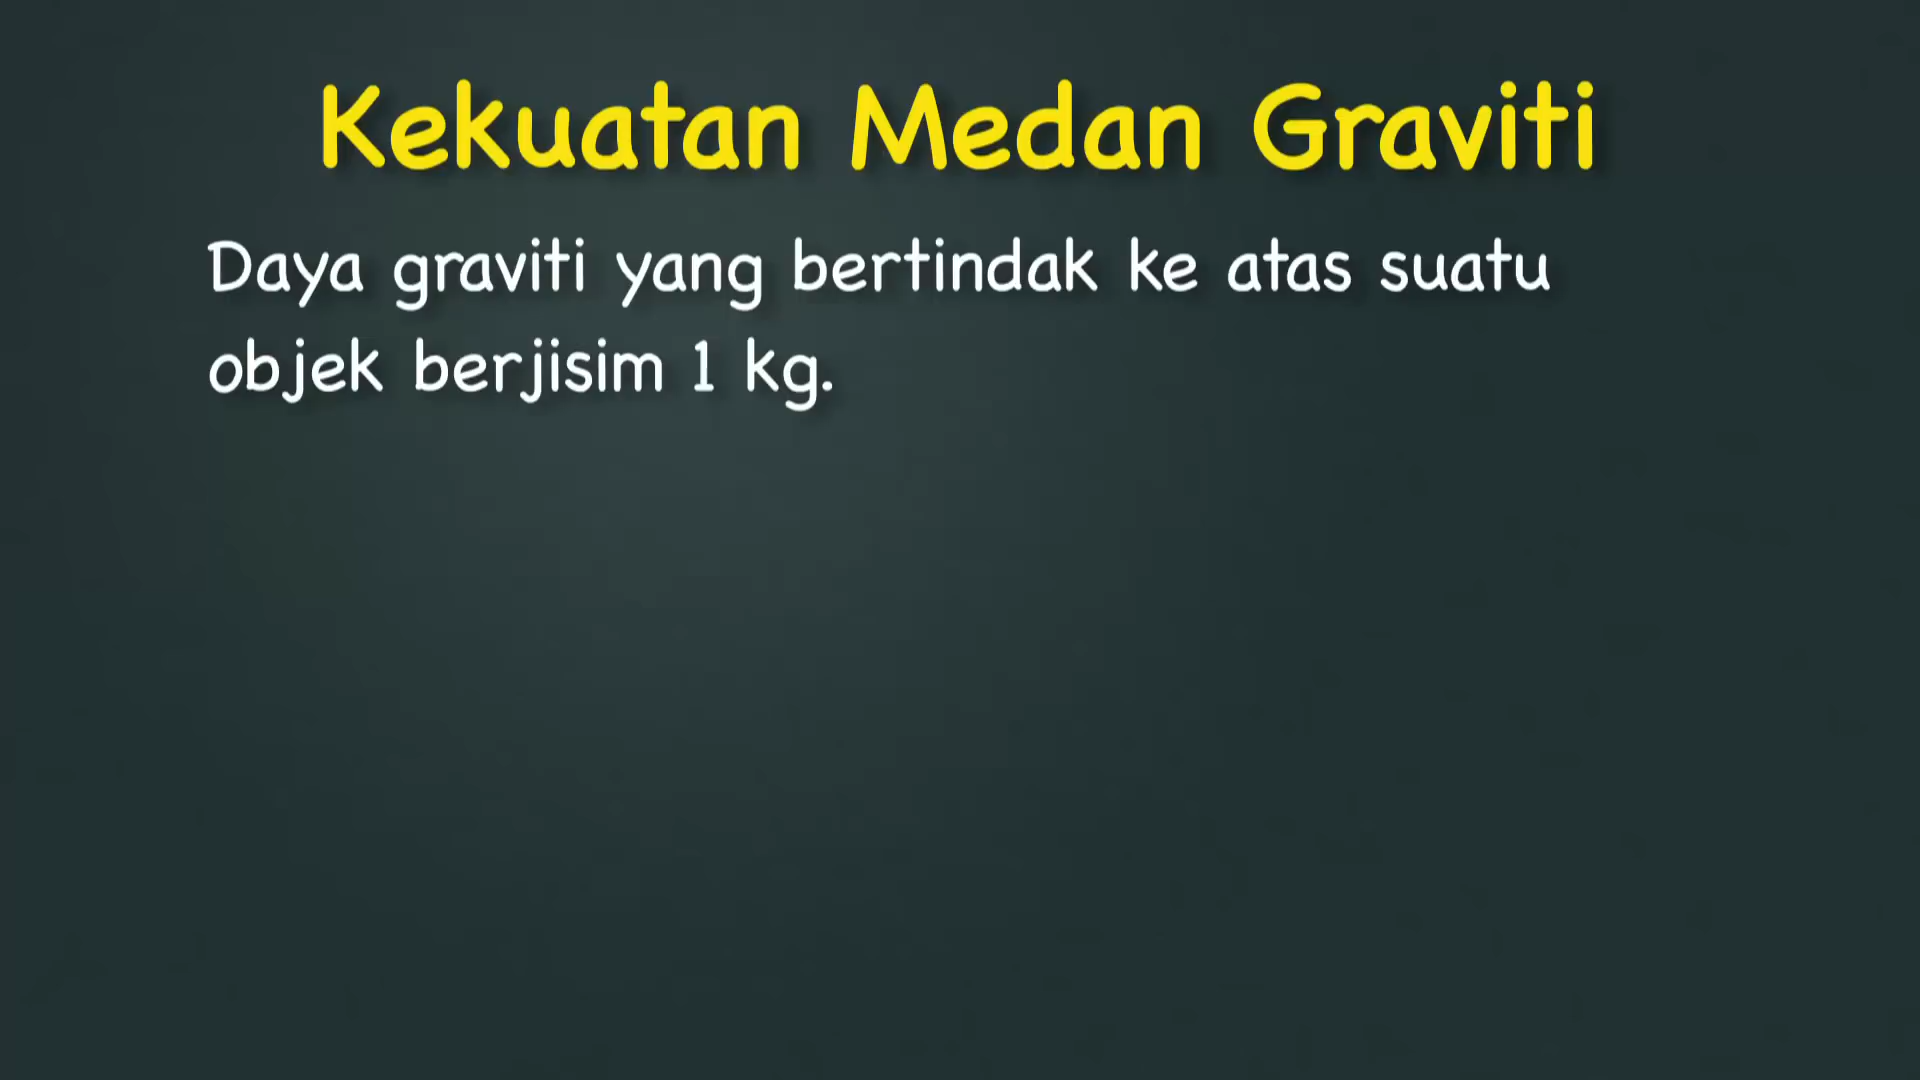 Kekuatan Medan Graviti
Daya graviti yang bertindak ke atas suatu
objek berjisim 1 kg.